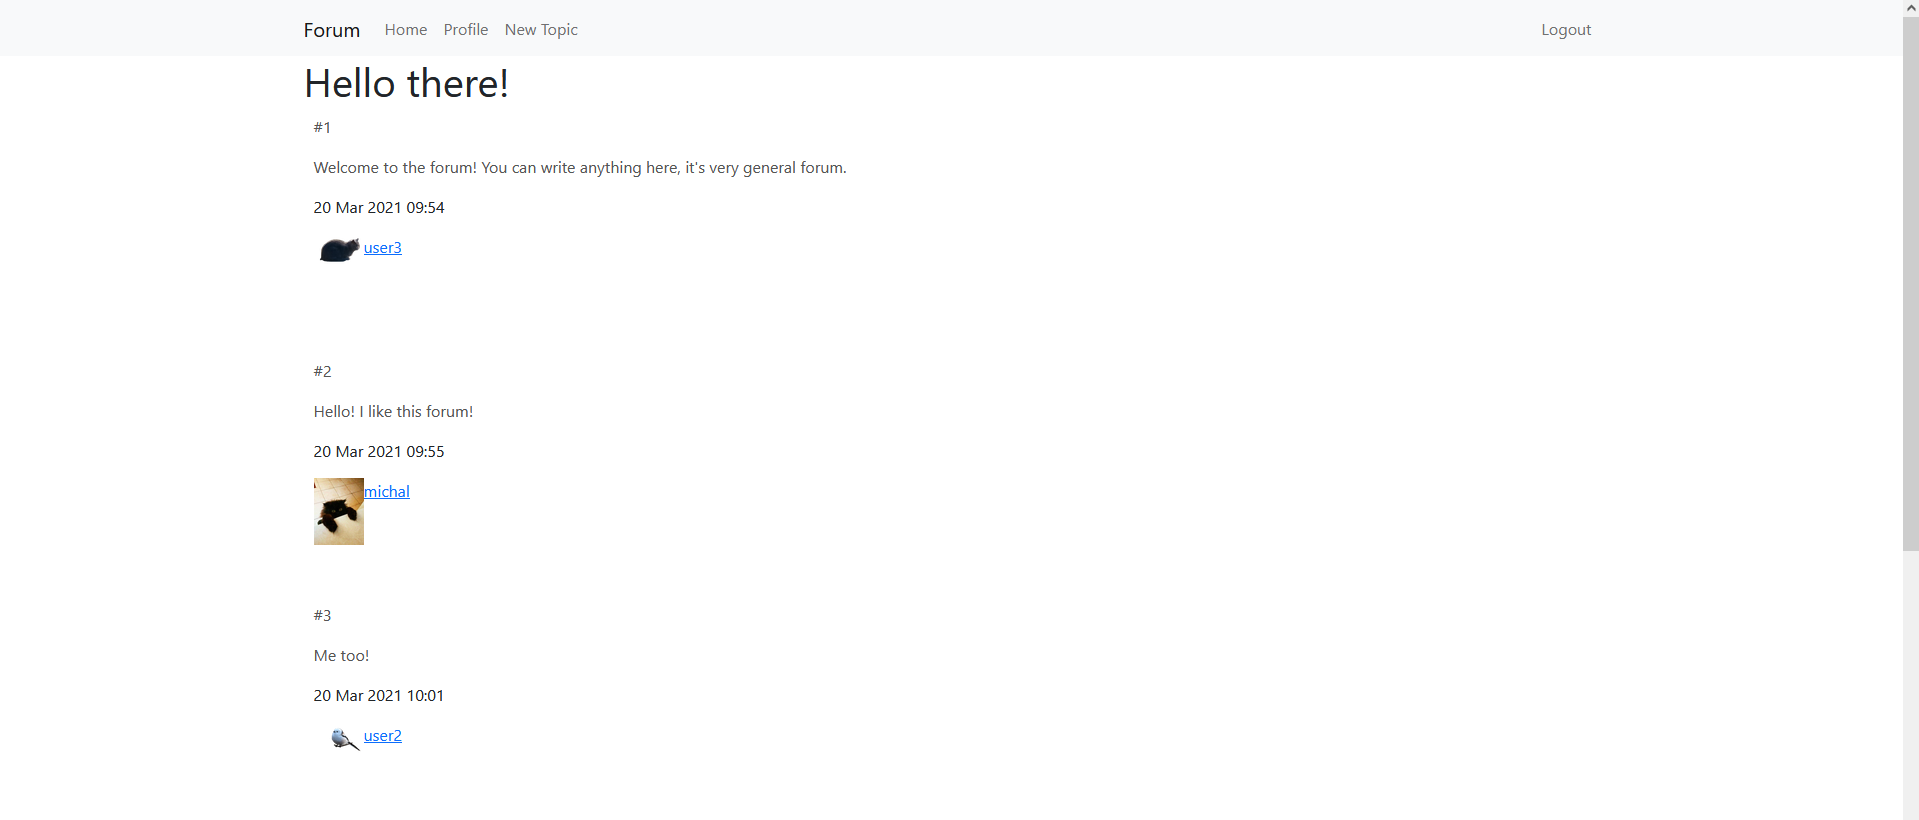 Forum Home Profile New Topic Logout
Hello there!
#1
Welcome to the forum! You can write anything here, it's very general forum.
20 Mar 2021 09:54
user3
#2
Hello! I like this forum!
20 Mar 2021 09:55
michal
#3
Me too!
20 Mar 2021 10:01
user2